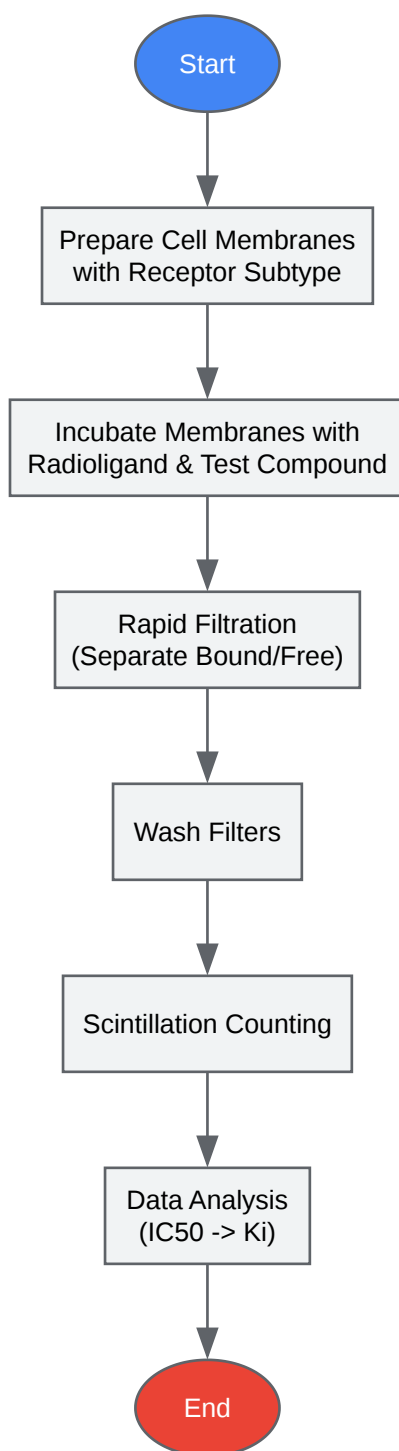 Start
Prepare Cell Membranes
with Receptor Subtype
Incubate Membranes with
Radioligand & Test Compound
Rapid Filtration
(Separate Bound/Free)
Wash Filters
Scintillation Counting
Data Analysis
(IC50 -> Ki)
End